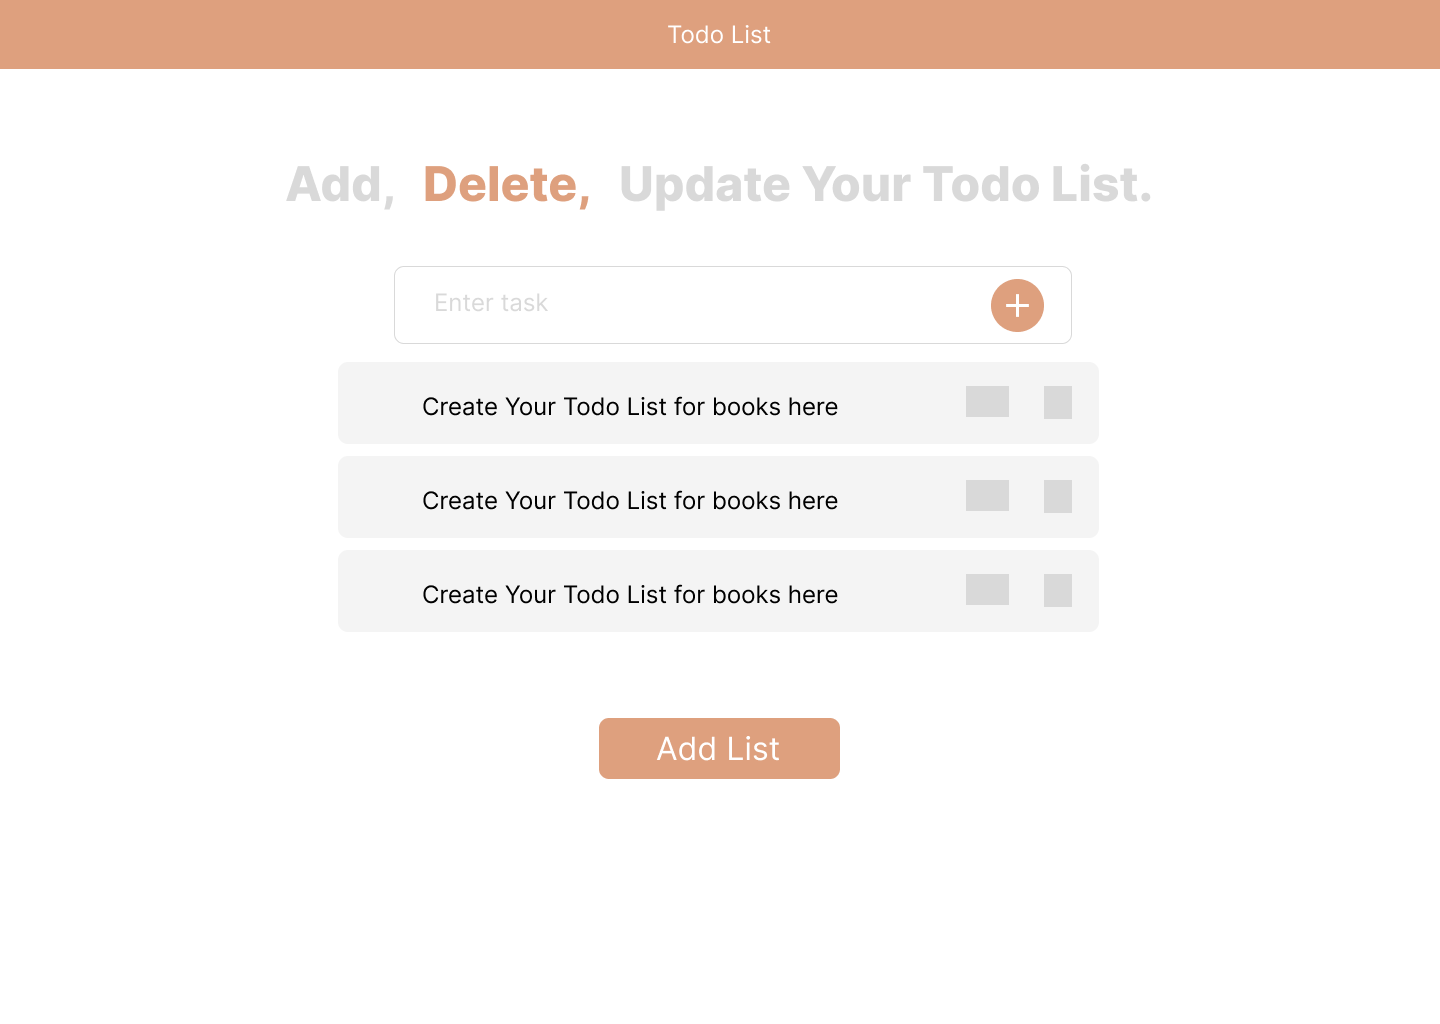 Todo List
Add, Delete, Update Your Todo List.
Enter task
Create Your Todo List for books here
Create Your Todo List for books here
Create Your Todo List for books here
Add List